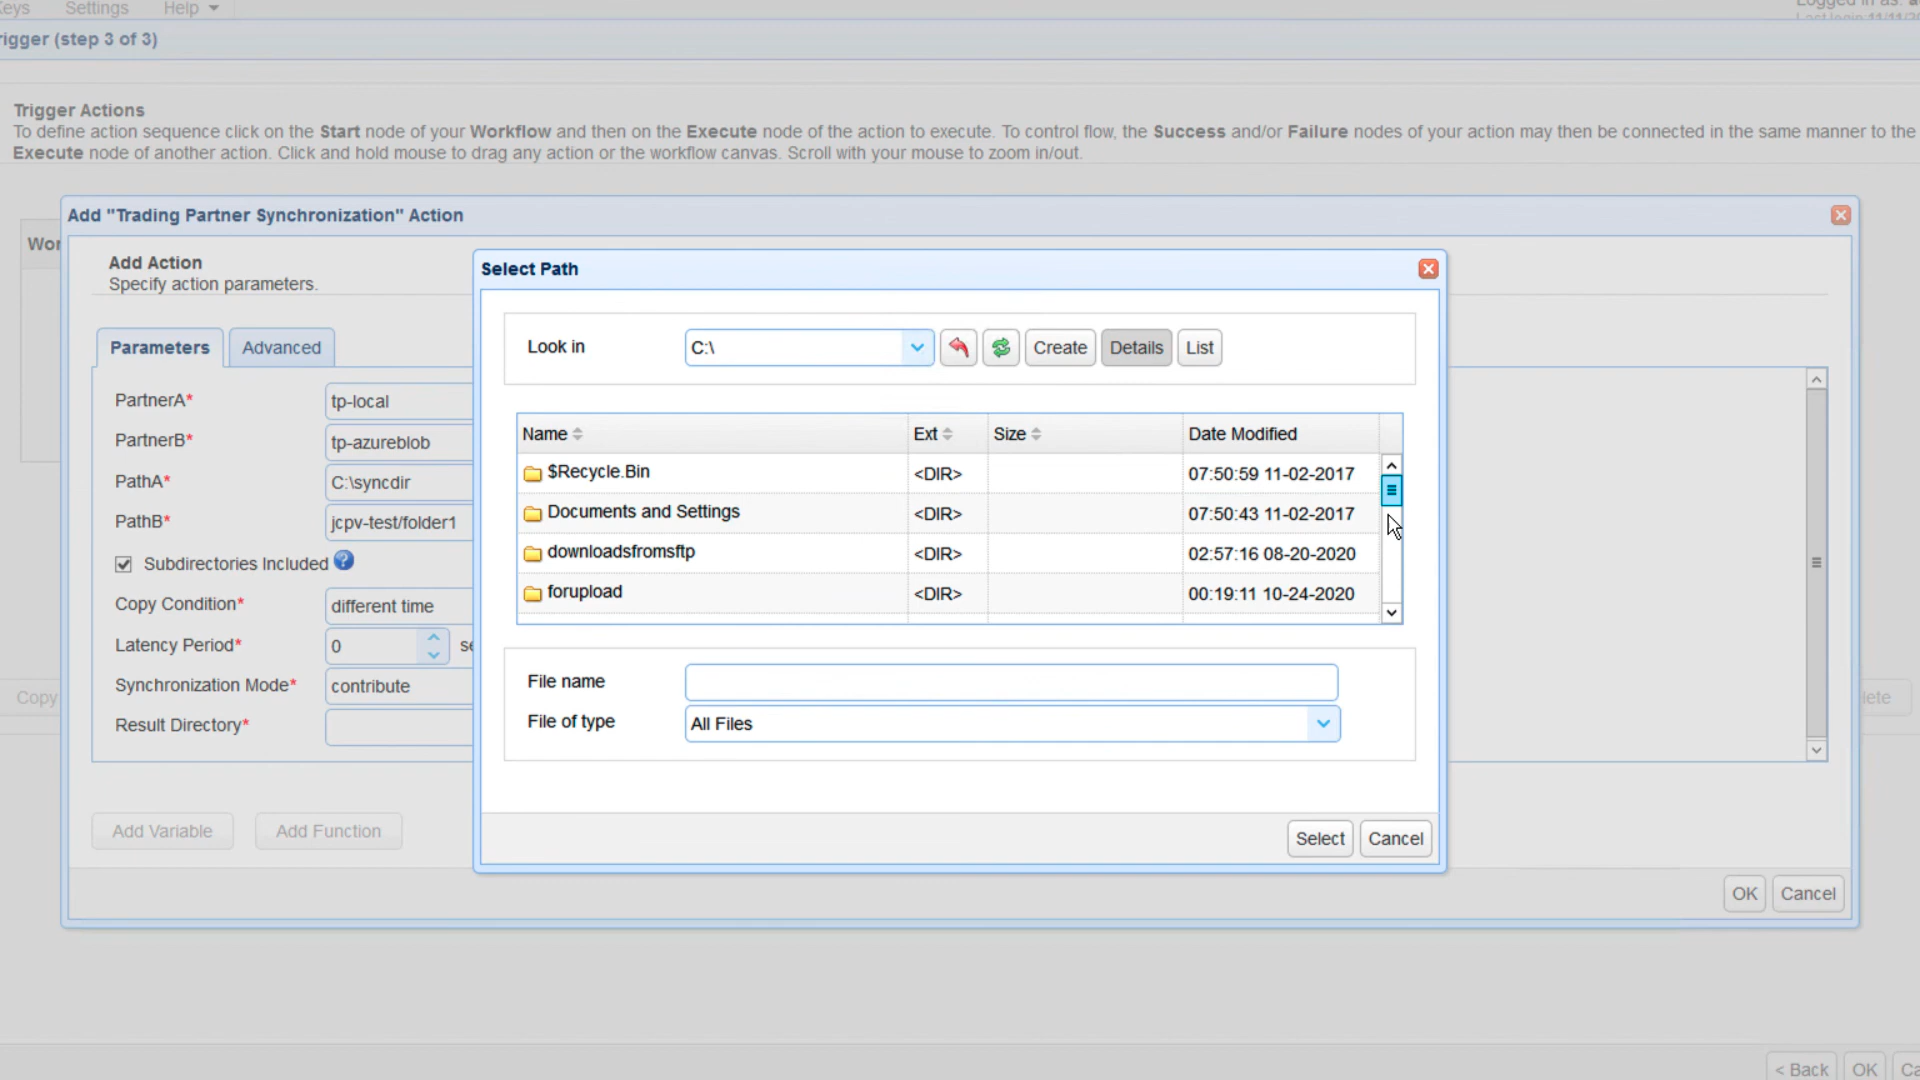 Keys Settings Help
Logged in as: a
Last login 11/11/20
rigger (step 3 of 3)
Trigger Actions
To define action sequence click on the Start node of your Workflow and then on the Execute node of the action to execute. To control flow, the Success and/or Failure nodes of your action may then be connected in the same manner to the
Execute node of another action. Click and hold mouse to drag any action or the workflow canvas. Scroll with your mouse to zoom in/out.
Wor
Add "Trading Partner Synchronization" Action
Add Action
Specify action parameters.
Parameters Advanced
PartnerA* tp-local
PartnerB* tp-azureblob
PathA* C:\syncdir
PathB* jcpv-test/folder1
Subdirectories Included
Copy Condition* different time
Latency Period* 0 se
Synchronization Mode* contribute
Result Directory*
Copy
lete
Add Variable Add Function
OK Cancel
Select Path
Look in C:\ Create Details List
Name Ext Size Date Modified
$Recycle.Bin <DIR> 07:50:59 11-02-2017
Documents and Settings <DIR> 07:50:43 11-02-2017
downloadsfromsftp <DIR> 02:57:16 08-20-2020
forupload <DIR> 00:19:11 10-24-2020
File name
File of type All Files
Select Cancel
< Back OK Ca